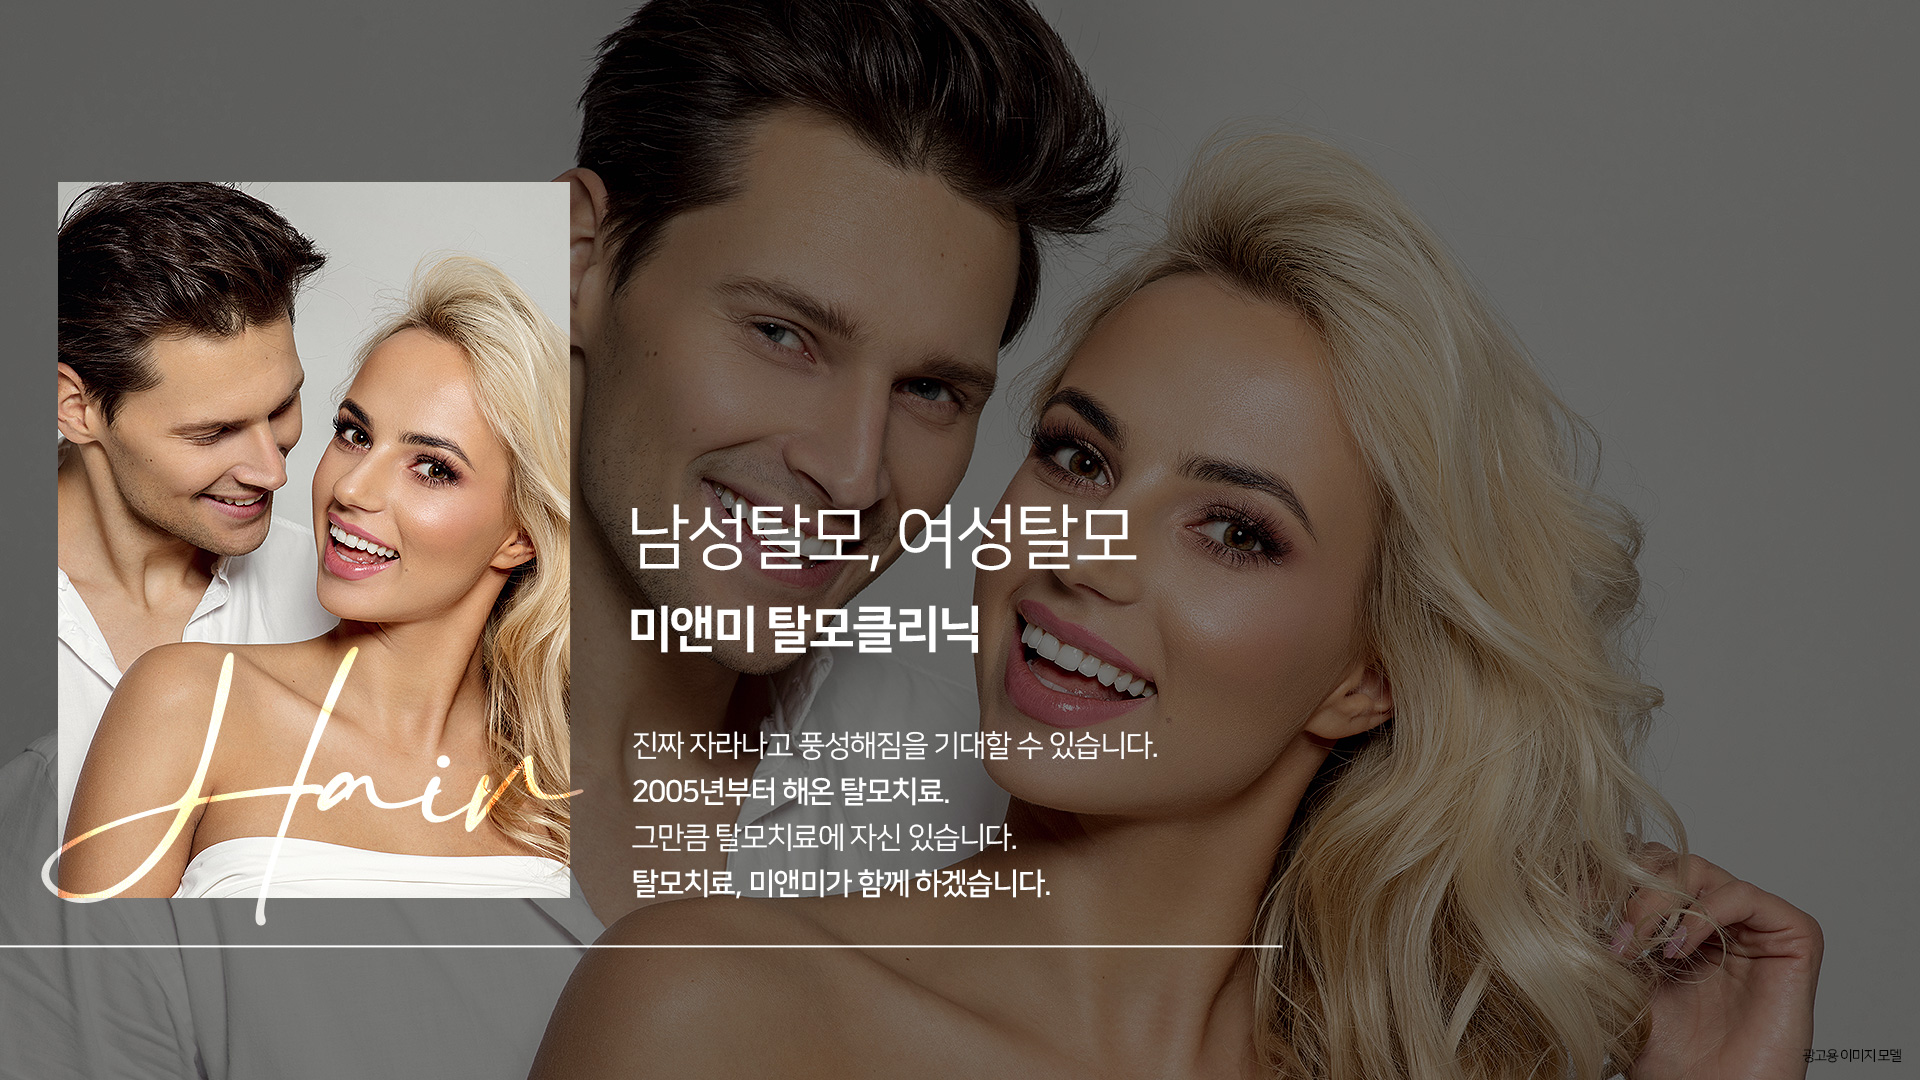 남성탈모, 여성탈모
미앤미 탈모클리닉
진짜 자라나고 풍성해짐을 기대할 수 있습니다.
2005년부터 해온 탈모치료.
그만큼 탈모치료에 자신 있습니다.
탈모치료, 미앤미가 함께 하겠습니다.
Hair
광고용 이미지 모델